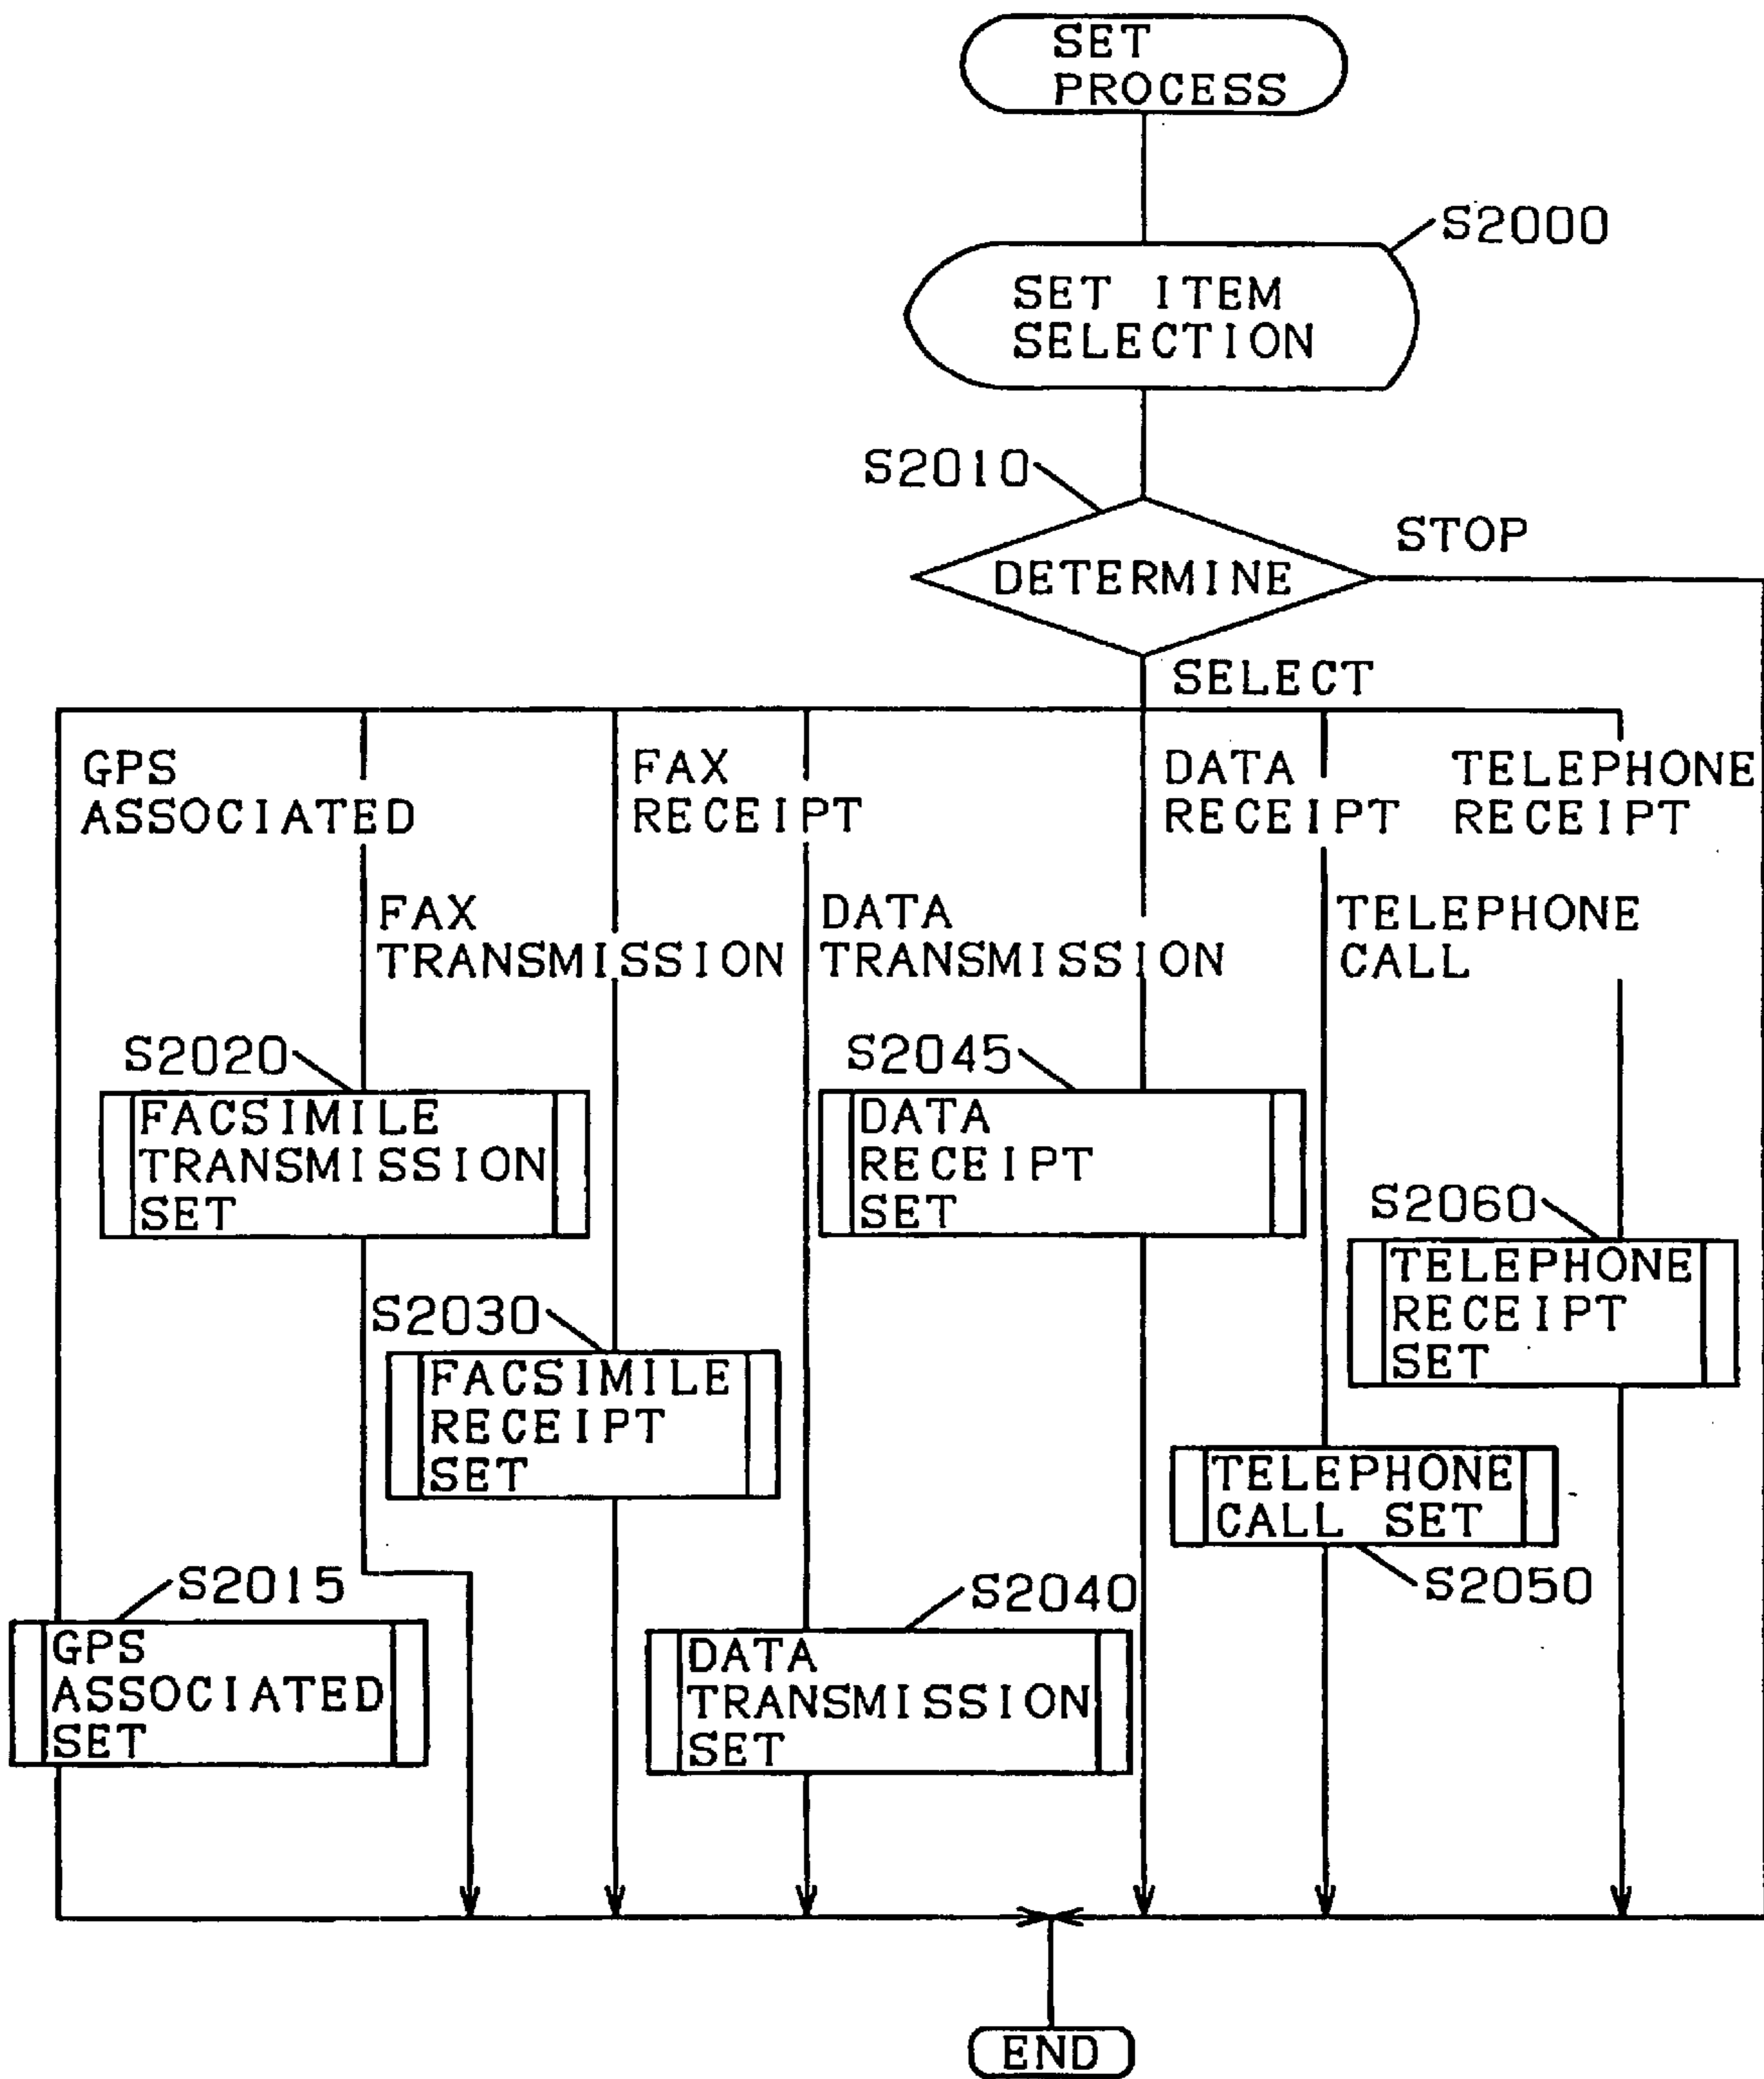 SET
PROCESS
S2000
SET ITEM
SELECTION
S2010
STOP
DETERMINE
SELECT
GPS
ASSOCIATED
FAX
RECEIPT
DATA
RECEIPT
TELEPHONE
RECEIPT
FAX
TRANSMISSION
DATA
TRANSMISSION
TELEPHONE
CALL
S2020
FACSIMILE
TRANSMISSION
SET
S2045
DATA
RECEIPT
SET
S2060
TELEPHONE
RECEIPT
SET
S2030
FACSIMILE
RECEIPT
SET
TELEPHONE
CALL SET
S2050
S2015
GPS
ASSOCIATED
SET
S2040
DATA
TRANSMISSION
SET
END